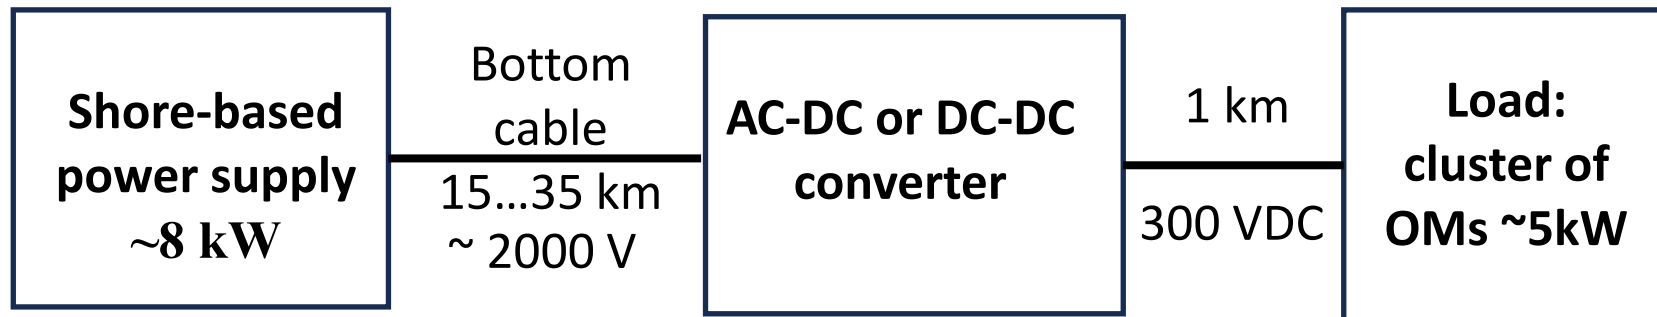 Shore-based
power supply
~8 kW
Bottom
cable
15...35 km
~ 2000 V
AC-DC or DC-DC
converter
1 km
300 VDC
Load:
cluster of
OMs ~5kW